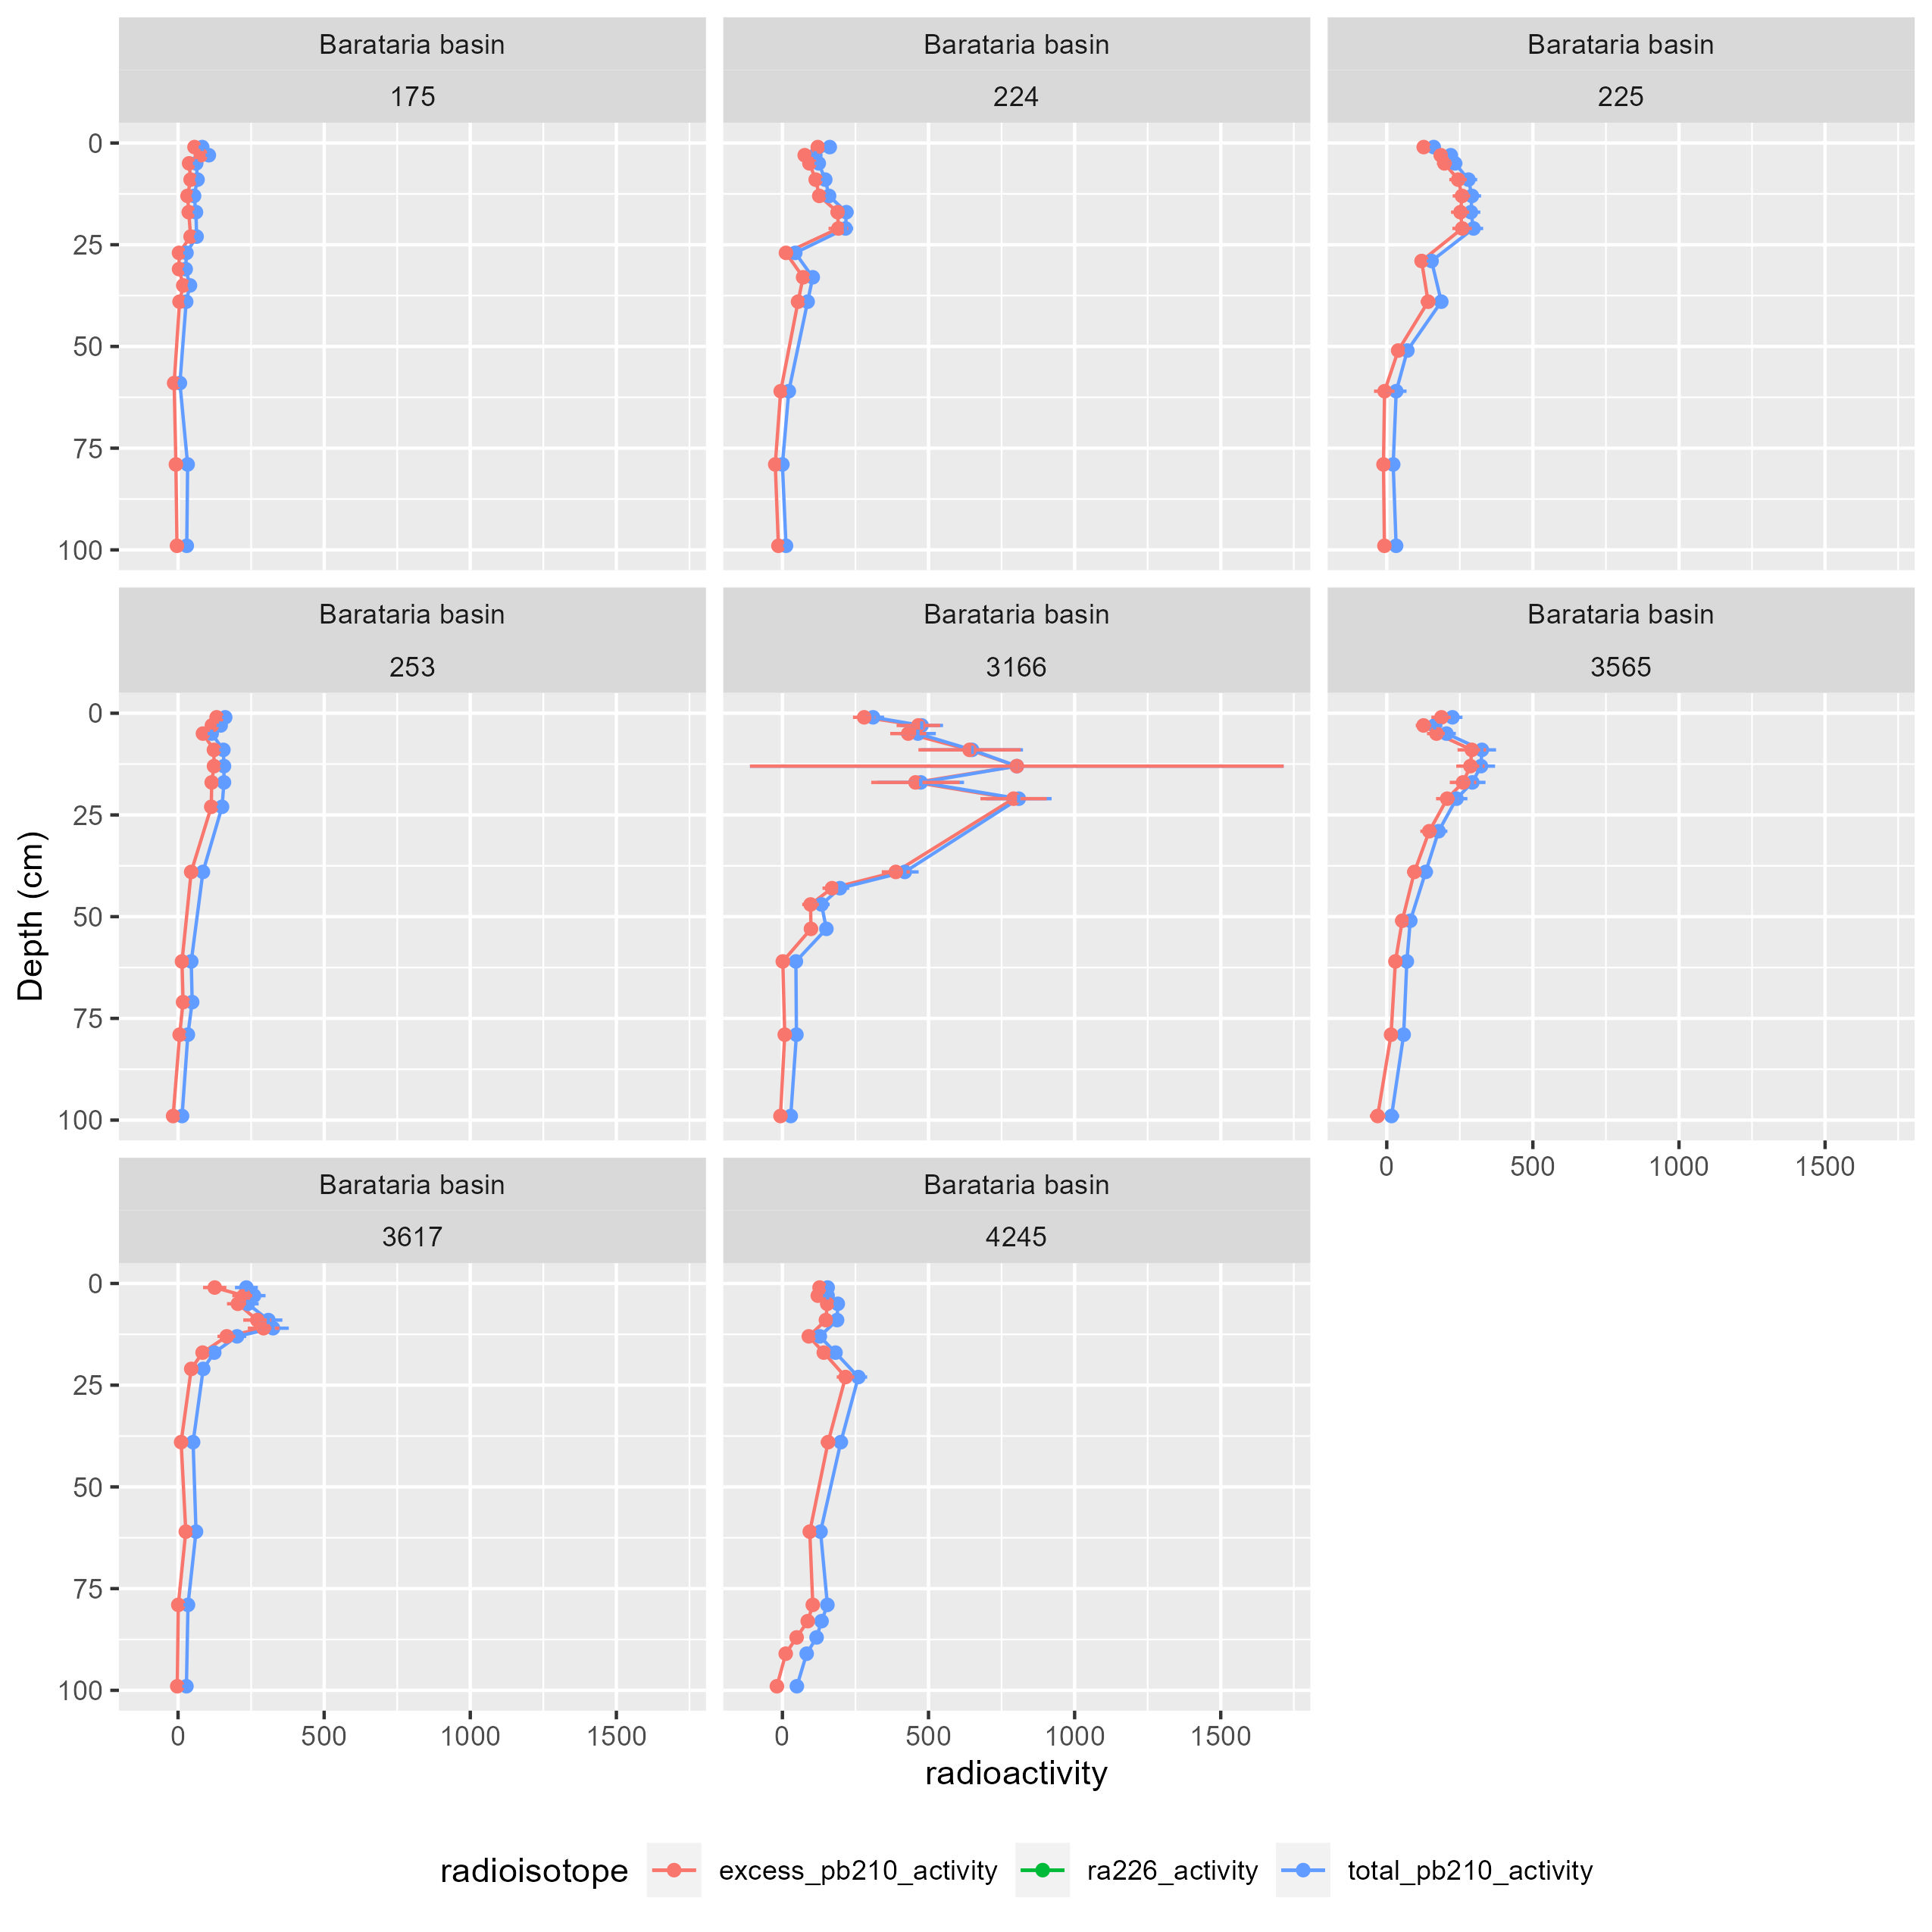 Barataria basin Barataria basin Barataria basin
175 224 225
0
25
50
75
100
Barataria basin Barataria basin Barataria basin
253 3166 3565
0
25
50
75
100
0 500 1000 1500
Barataria basin Barataria basin
3617 4245
0
25
50
75
100
0 500 1000 1500 0 500 1000 1500
Depth (cm)
radioactivity
radioisotope excess_pb210_activity ra226_activity total_pb210_activity